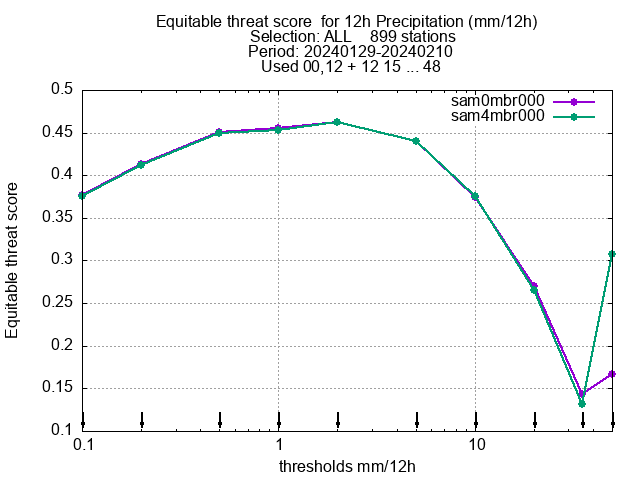 Equitable threat score  for 12h Precipitation (mm/12h)
Selection: ALL    899 stations
Period: 20240129-20240210
Used 00,12 + 12 15 ... 48
sam0mbr000
sam4mbr000
0.5
0.45
0.4
0.35
0.3
0.25
0.2
0.15
0.1
Equitable threat score
0.1 1 10
thresholds mm/12h